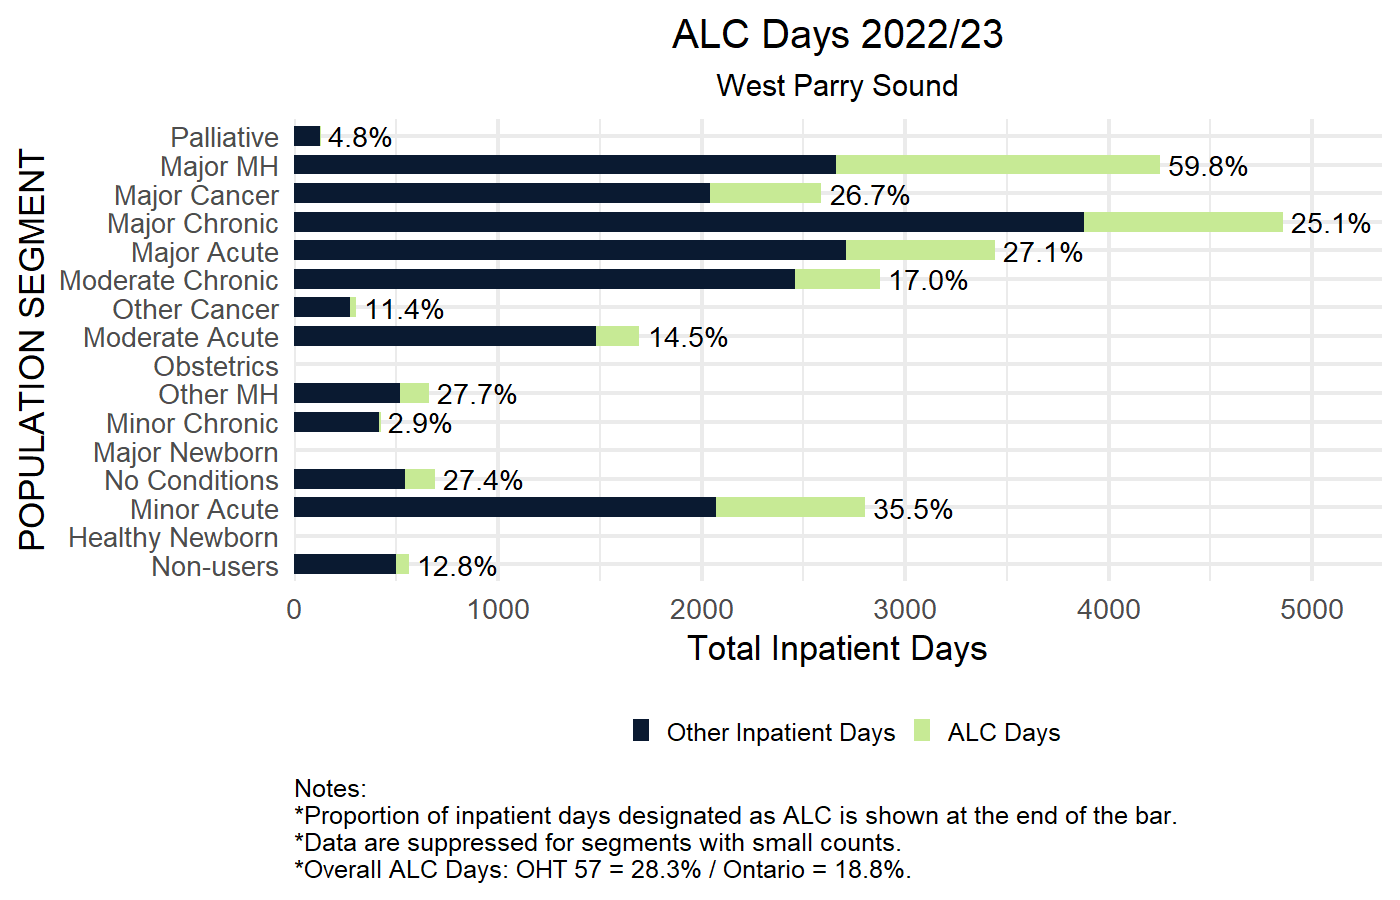 ALC Days 2022/23
West Parry Sound
POPULATION SEGMENT
Palliative 4.8%
Major MH 59.8%
Major Cancer 26.7%
Major Chronic 25.1%
Major Acute 27.1%
Moderate Chronic 17.0%
Other Cancer 11.4%
Moderate Acute 14.5%
Obstetrics
Other MH 27.7%
Minor Chronic 2.9%
Major Newborn
No Conditions 27.4%
Minor Acute 35.5%
Healthy Newborn
Non-users 12.8%
0 1000 2000 3000 4000 5000
Total Inpatient Days
Other Inpatient Days ALC Days
Notes:
*Proportion of inpatient days designated as ALC is shown at the end of the bar.
*Data are suppressed for segments with small counts.
*Overall ALC Days: OHT 57 = 28.3% / Ontario = 18.8%.